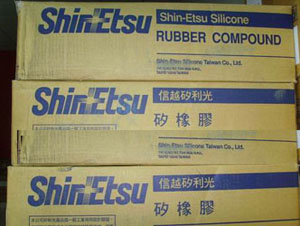 ShinEtsu
Shin-Etsu Silicone
RUBBER COMPOUND
Shin-Etsu Silicone Taiwan Co., Ltd.
ShinEtsu
信越矽利光
矽橡膠
Shin-Etsu Silicone Taiwan Co., Ltd.
ShinEtsu
信越矽利光
矽橡膠